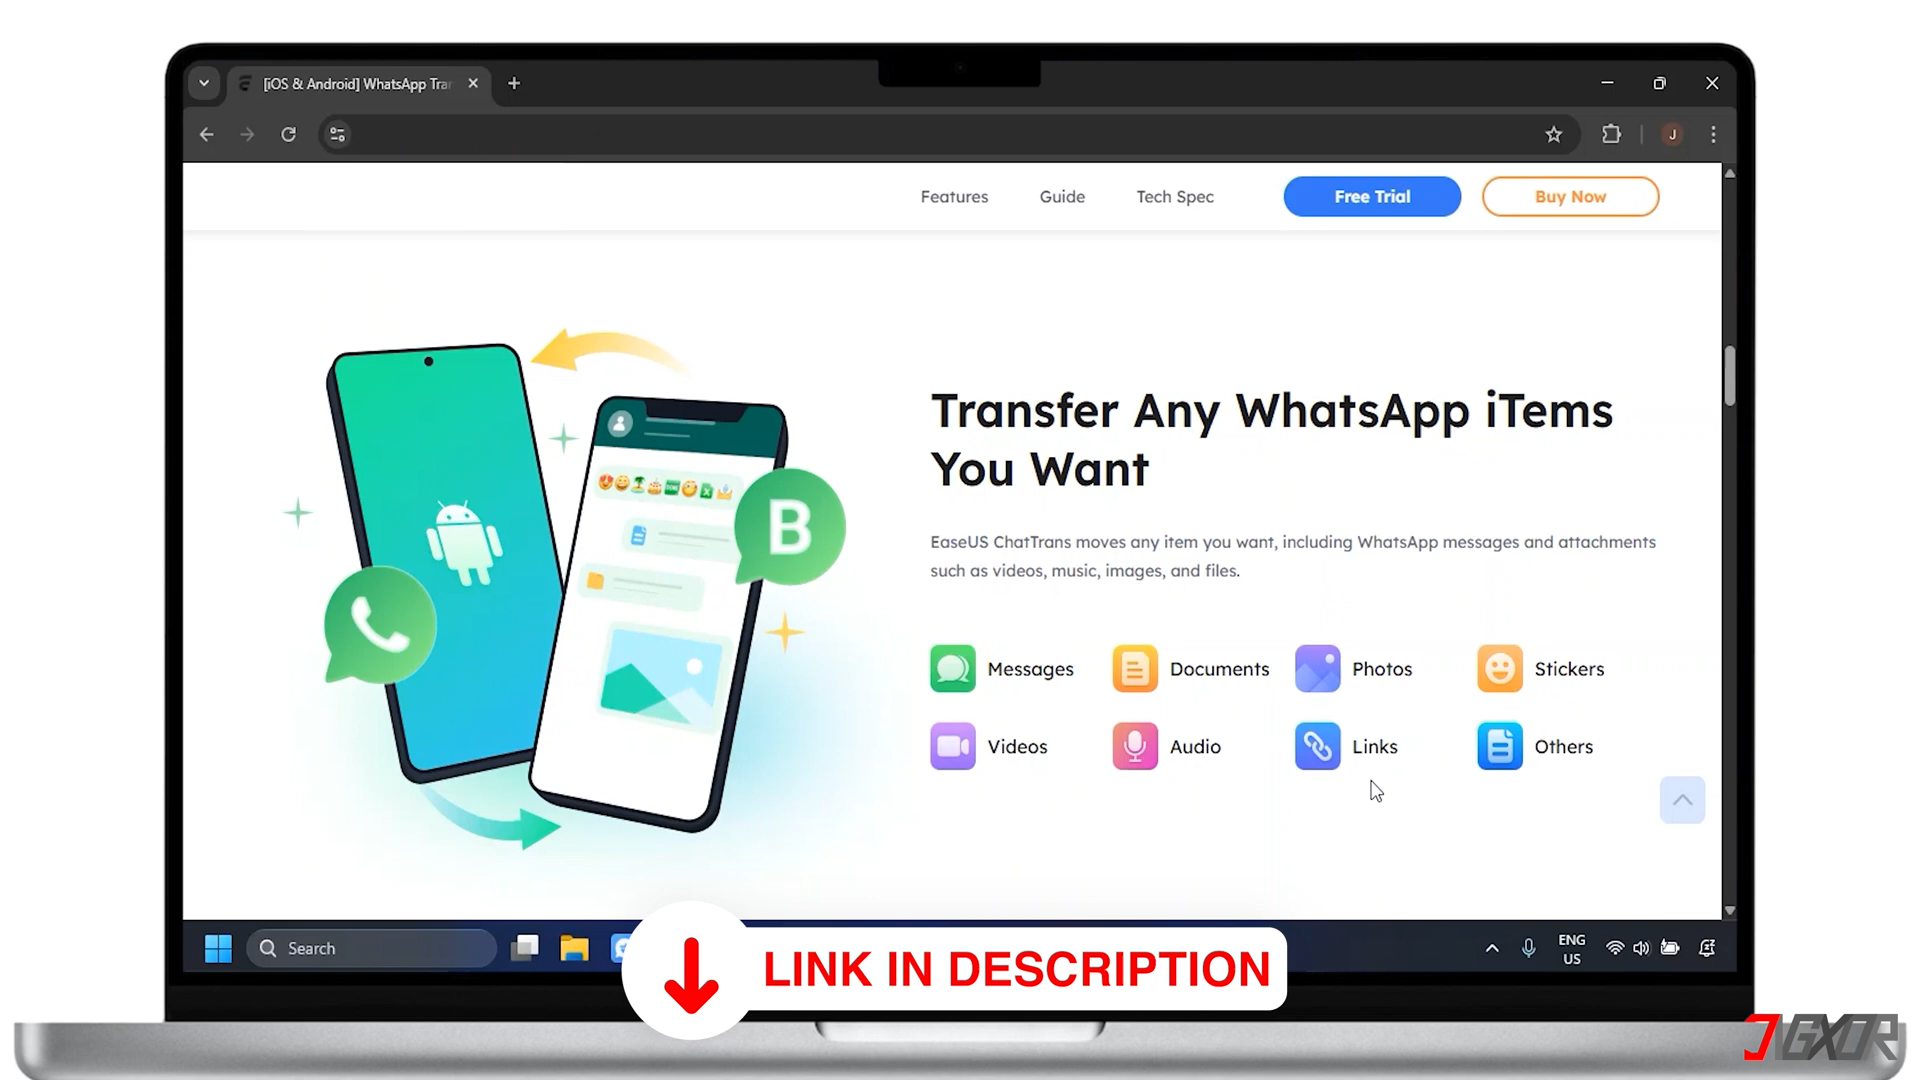 [iOS & Android] WhatsApp Tra
J
Features
Guide
Tech Spec
Free Trial
Buy Now
Transfer Any WhatsApp iTems
You Want
EaseUS ChatTrans moves any item you want, including WhatsApp messages and attachments
such as videos, music, images, and files.
B
Messages
Documents
Photos
Stickers
Videos
Audio
Links
Others
Search
ENG
US
LINK IN DESCRIPTION
JIGXOR